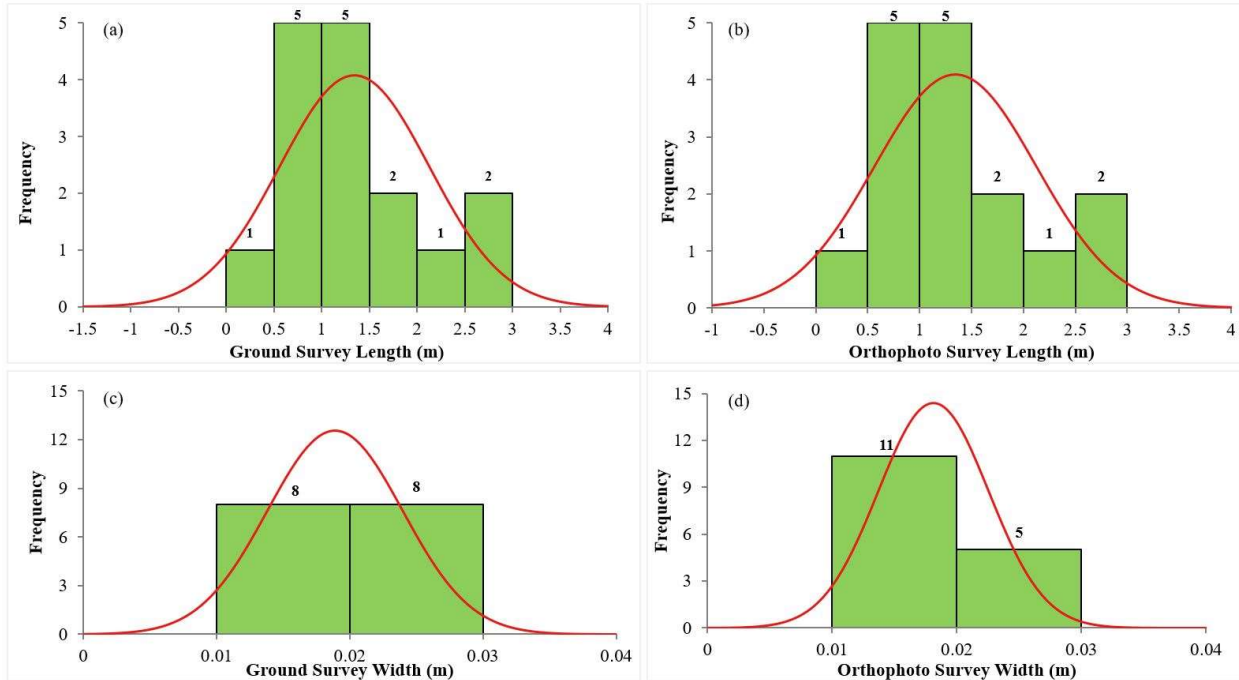 (a)
5 5
5
4
3
2
1
0
1
2
1
2
Frequency
-1.5 -1 -0.5 0 0.5 1 1.5 2 2.5 3 3.5 4
Ground Survey Length (m)
(b)
5 5
5
4
3
2
1
0
1
2
1
2
Frequency
-1 -0.5 0 0.5 1 1.5 2 2.5 3 3.5 4
Orthophoto Survey Length (m)
(c)
15
12
9
6
3
0
8 8
Frequency
0 0.01 0.02 0.03 0.04
Ground Survey Width (m)
(d)
15
12
9
6
3
0
11
5
Frequency
0 0.01 0.02 0.03 0.04
Orthophoto Survey Width (m)